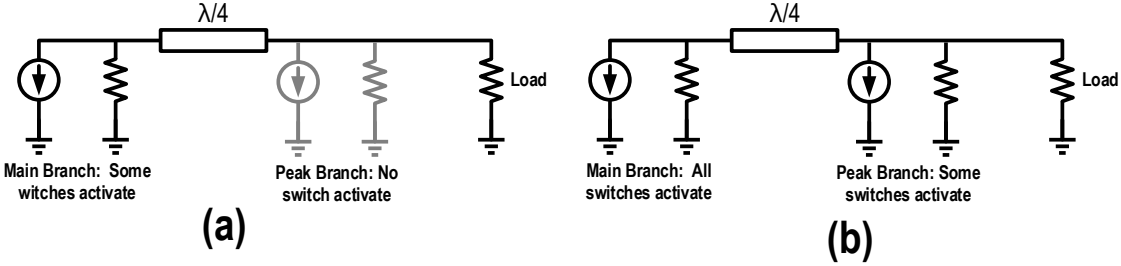 λ/4
Load
Main Branch:  Some
witches activate
Peak Branch: No
switch activate
(a)
λ/4
Load
Main Branch:  All
switches activate
Peak Branch: Some
switches activate
(b)